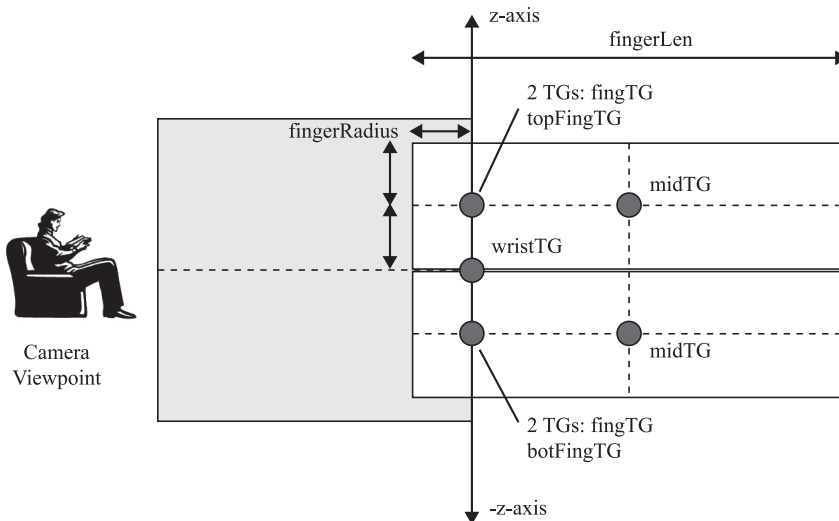 z-axis
fingerLen
2 TGs: fingTG
topFingTG
fingerRadius
midTG
wristTG
Camera
Viewpoint
midTG
2 TGs: fingTG
botFingTG
-z-axis